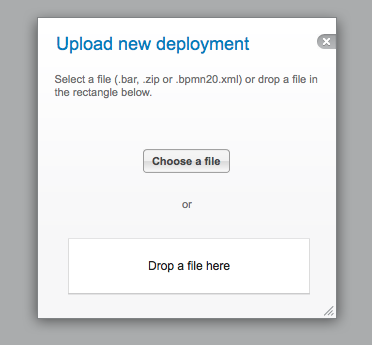 Upload new deployment
Select a file (.bar, .zip or .bpmn20.xml) or drop a file in
the rectangle below.
Choose a file
or
Drop a file here